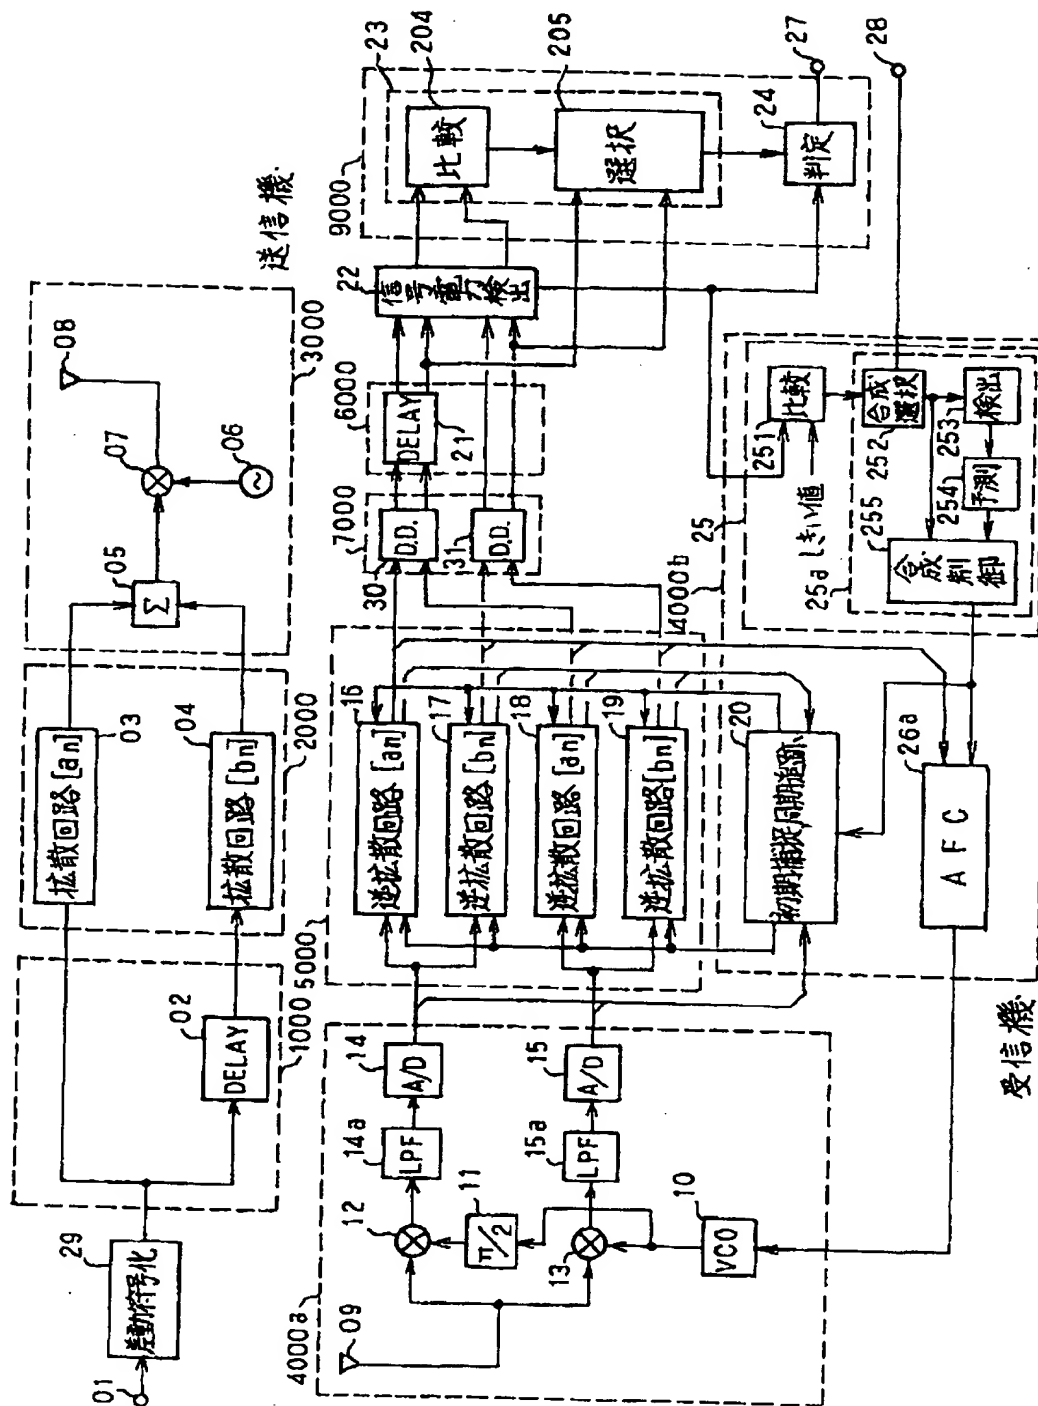 送信機
01
29
差動符号化
1000
02
DELAY
2000
03
拡散回路[an]
04
拡散回路[bn]
3000
05
Σ
06
07
08
受信機
4000a
09
10
VCO
11
π/2
12
13
14a
LPF
14
A/D
15a
LPF
15
A/D
5000
16
逆拡散回路[an]
17
逆拡散回路[bn]
18
逆拡散回路[an]
19
逆拡散回路[bn]
4000b
20
初期捕捉,同期追跡
26a
AFC
7000
30
D.D.
31
D.D.
6000
DELAY
21
22
信号電力検出
9000
23
204
比較
205
選択
24
判定
27
28
25
25a
しきい値
251
比較
252
合成選択
253
検出
254
予測
255
合成制御